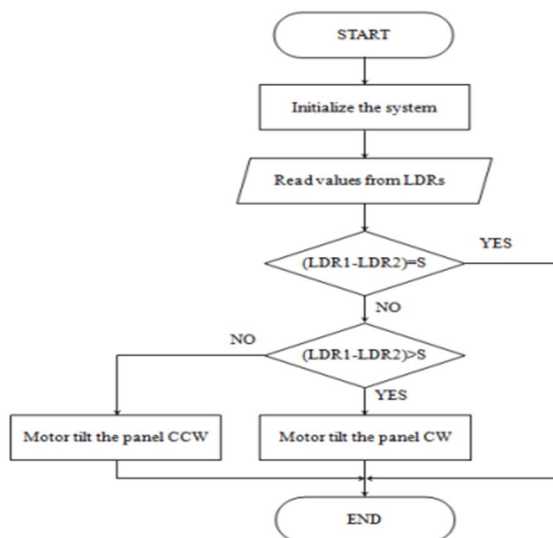 START
Initialize the system
Read values from LDRs
(LDR1-LDR2)=S
YES
NO
(LDR1-LDR2)>S
NO
YES
Motor tilt the panel CCW
Motor tilt the panel CW
END